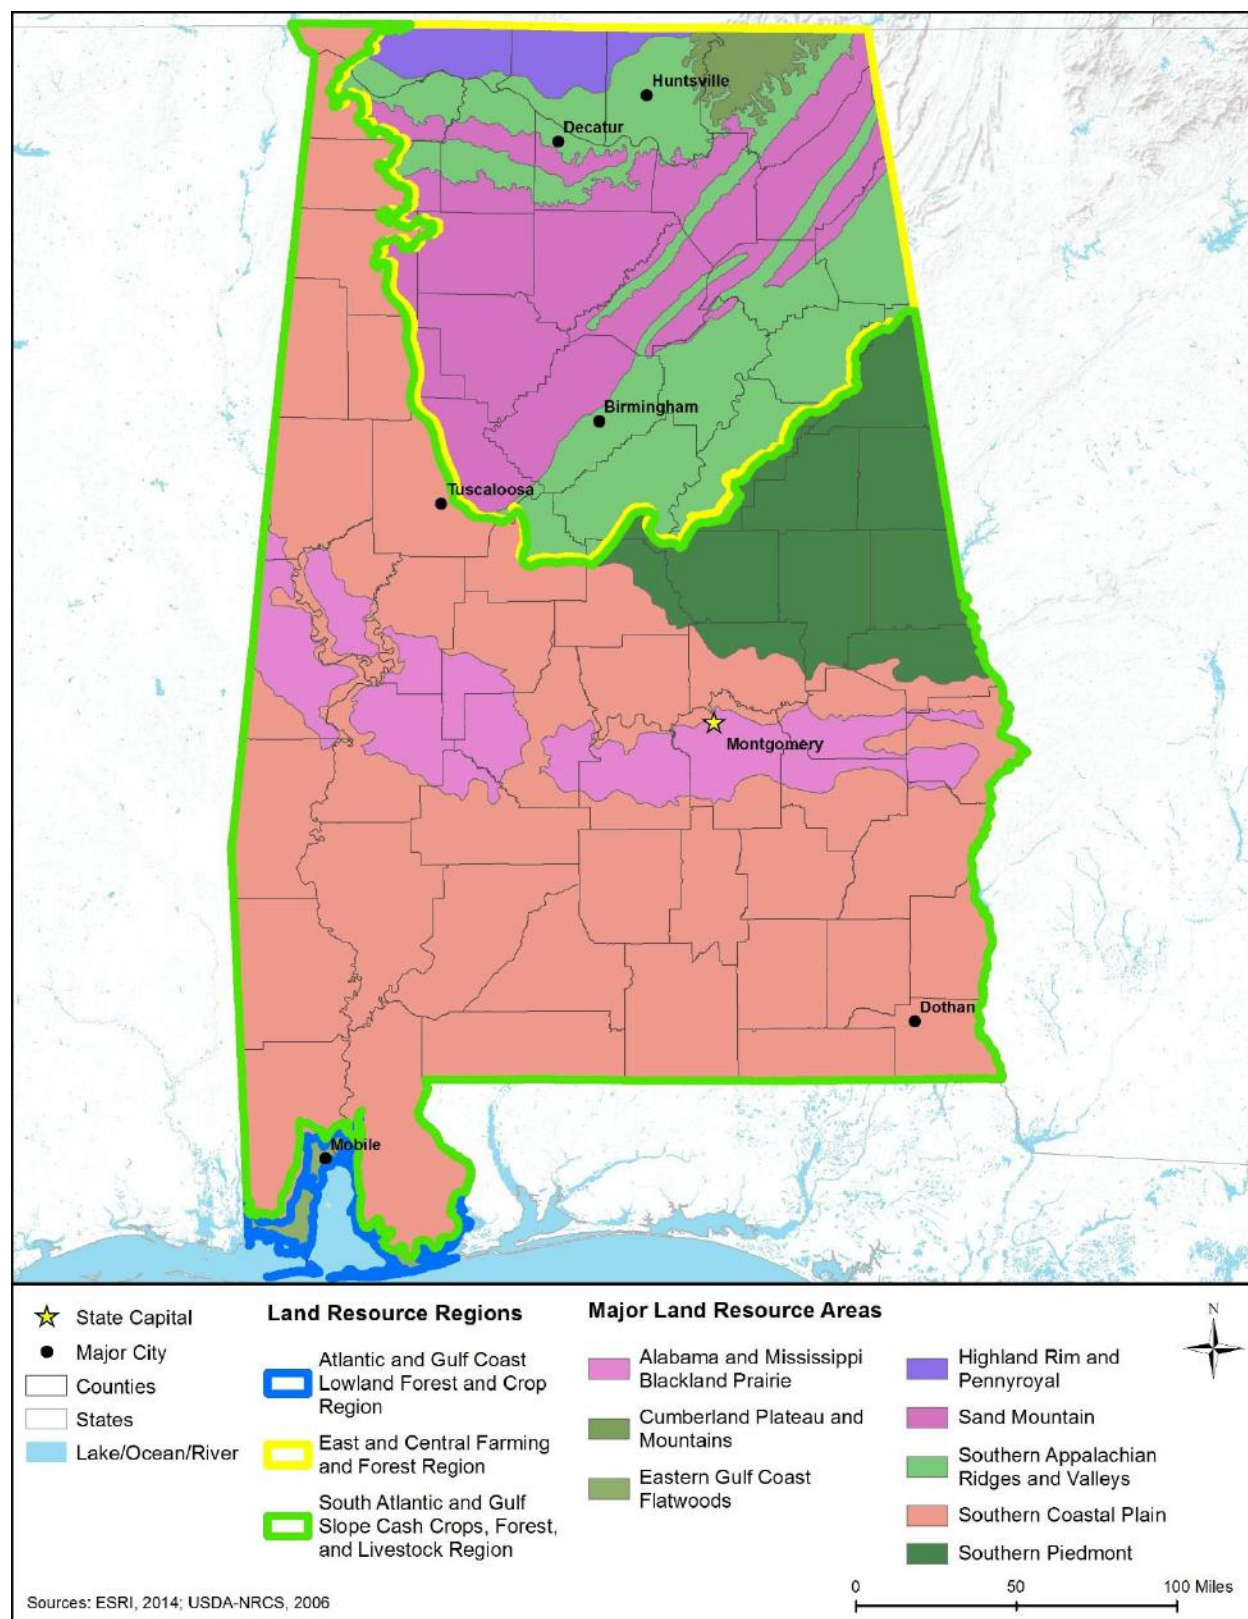 Huntsville
Decatur
Birmingham
Tuscaloosa
Montgomery
Dothan
Mobile
State Capital
Major City
Counties
States
Lake/Ocean/River
Land Resource Regions
Atlantic and Gulf Coast
Lowland Forest and Crop
Region
East and Central Farming
and Forest Region
South Atlantic and Gulf
Slope Cash Crops, Forest,
and Livestock Region
Major Land Resource Areas
Alabama and Mississippi
Blackland Prairie
Cumberland Plateau and
Mountains
Eastern Gulf Coast
Flatwoods
Highland Rim and
Pennyroyal
Sand Mountain
Southern Appalachian
Ridges and Valleys
Southern Coastal Plain
Southern Piedmont
N
0 50 100 Miles
Sources: ESRI, 2014; USDA-NRCS, 2006